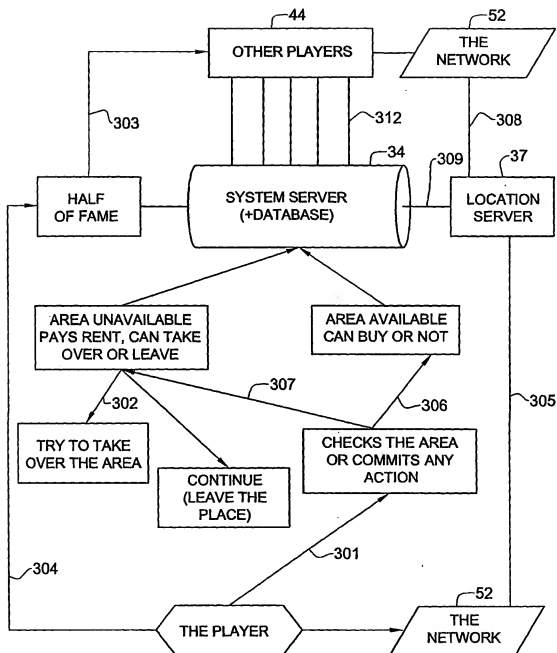 44
52
OTHER PLAYERS
THE
NETWORK
303
312
308
34
37
309
HALF
OF FAME
SYSTEM SERVER
(+DATABASE)
LOCATION
SERVER
AREA UNAVAILABLE
PAYS RENT, CAN TAKE
OVER OR LEAVE
AREA AVAILABLE
CAN BUY OR NOT
307
302
306
305
TRY TO TAKE
OVER THE AREA
CHECKS THE AREA
OR COMMITS ANY
ACTION
CONTINUE
(LEAVE THE
PLACE)
301
304
52
THE PLAYER
THE
NETWORK